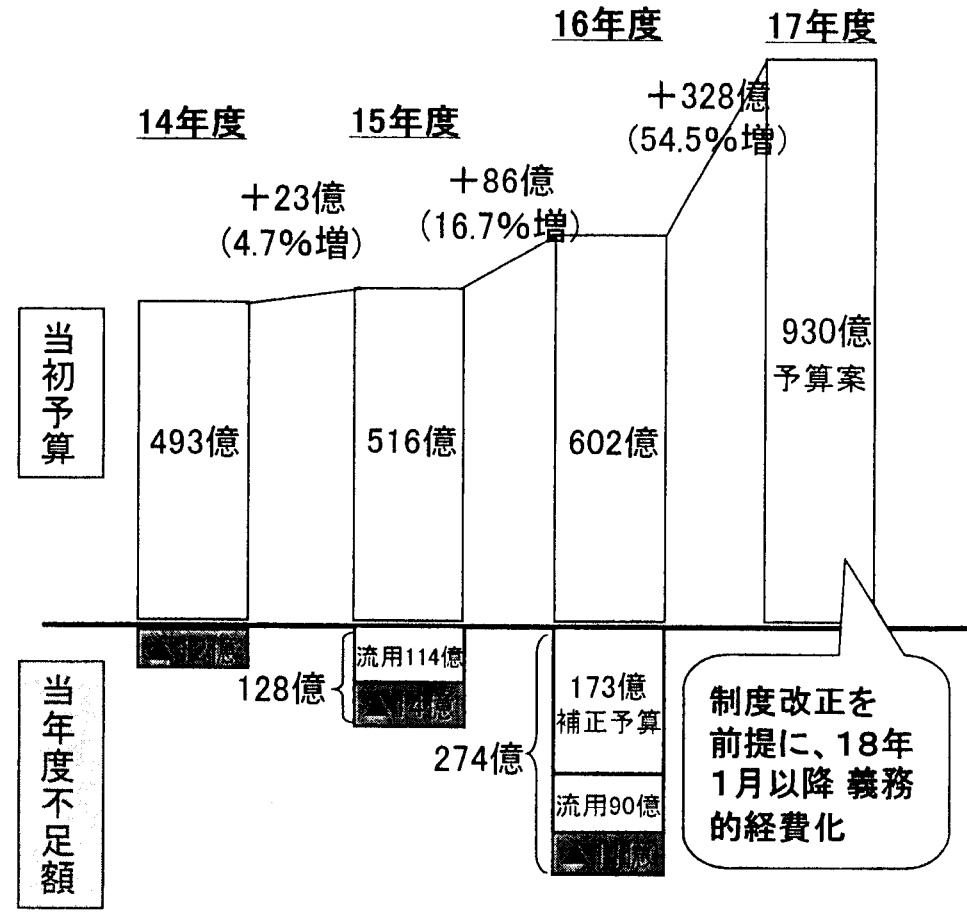 14年度
15年度
16年度
17年度
＋23億
(4.7%増)
＋86億
(16.7%増)
＋328億
(54.5%増)
当初予算
493億
516億
602億
930億
予算案
当年度不足額
128億
流用114億
▲14億
274億
173億
補正予算
流用90億
制度改正を
前提に、18年
1月以降 義務
的経費化